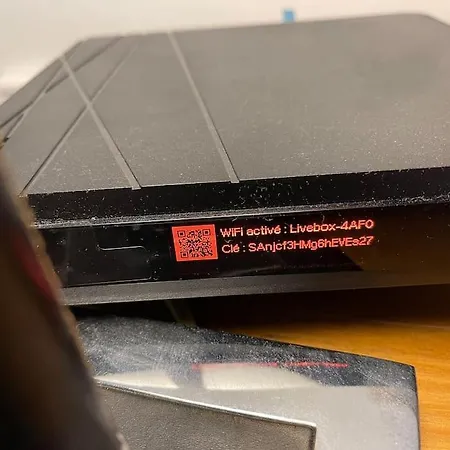 WiFi activé : Livebox-4AF0
Clé : SAnjcf3HMg6hEVEs27